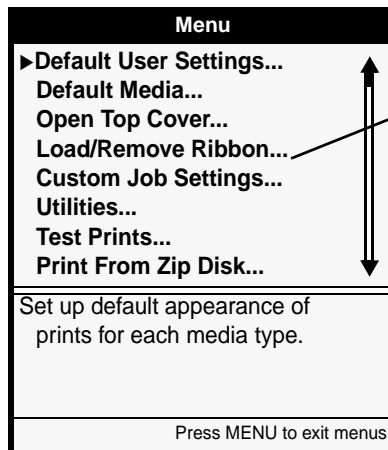 Menu
Default User Settings...
Default Media...
Open Top Cover...
Load/Remove Ribbon...
Custom Job Settings...
Utilities...
Test Prints...
Print From Zip Disk...
Set up default appearance of
prints for each media type.
Press MENU to exit menus